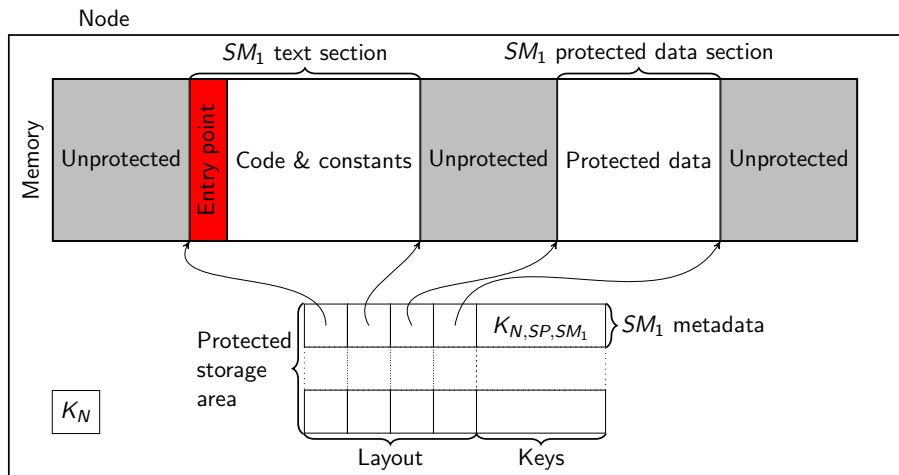 Node
SM₁ text section
SM₁ protected data section
Memory
Unprotected
Entry point
Code & constants
Unprotected
Protected data
Unprotected
Protected
storage
area
K_{N,SP,SM₁}
SM₁ metadata
K_N
Layout
Keys